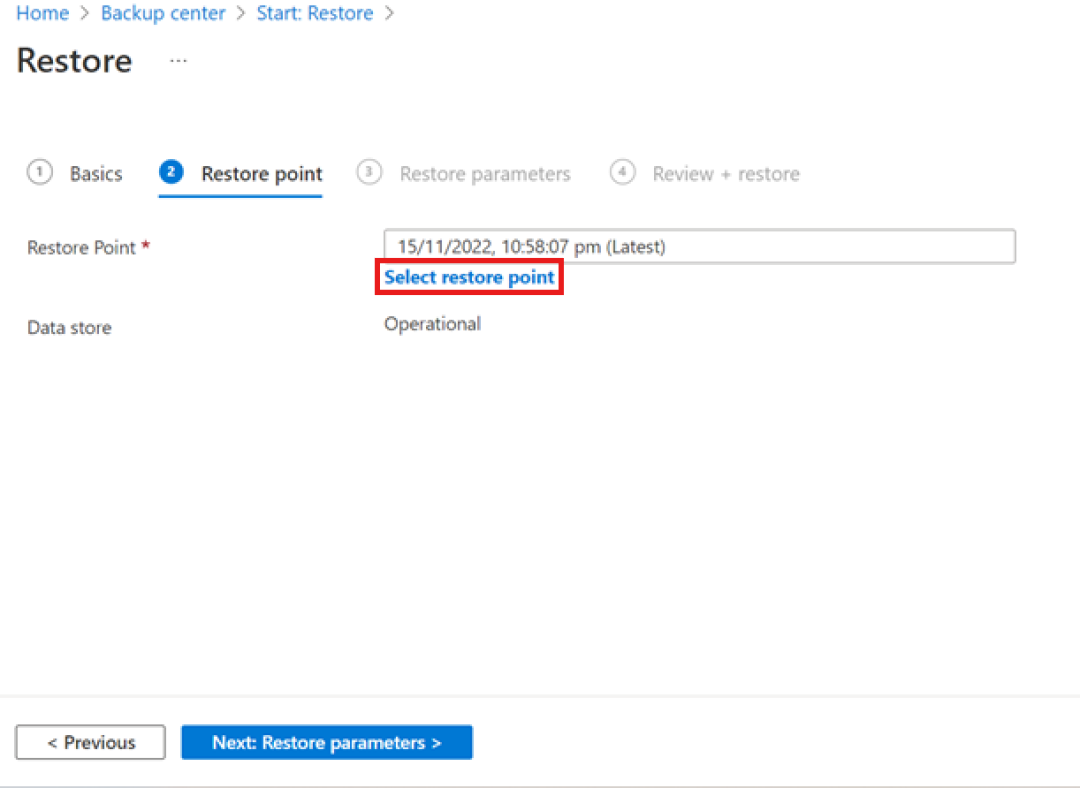 Home > Backup center > Start: Restore >
Restore ...
1 Basics 2 Restore point 3 Restore parameters 4 Review + restore
Restore Point * 15/11/2022, 10:58:07 pm (Latest)
Select restore point
Data store Operational
< Previous Next: Restore parameters >